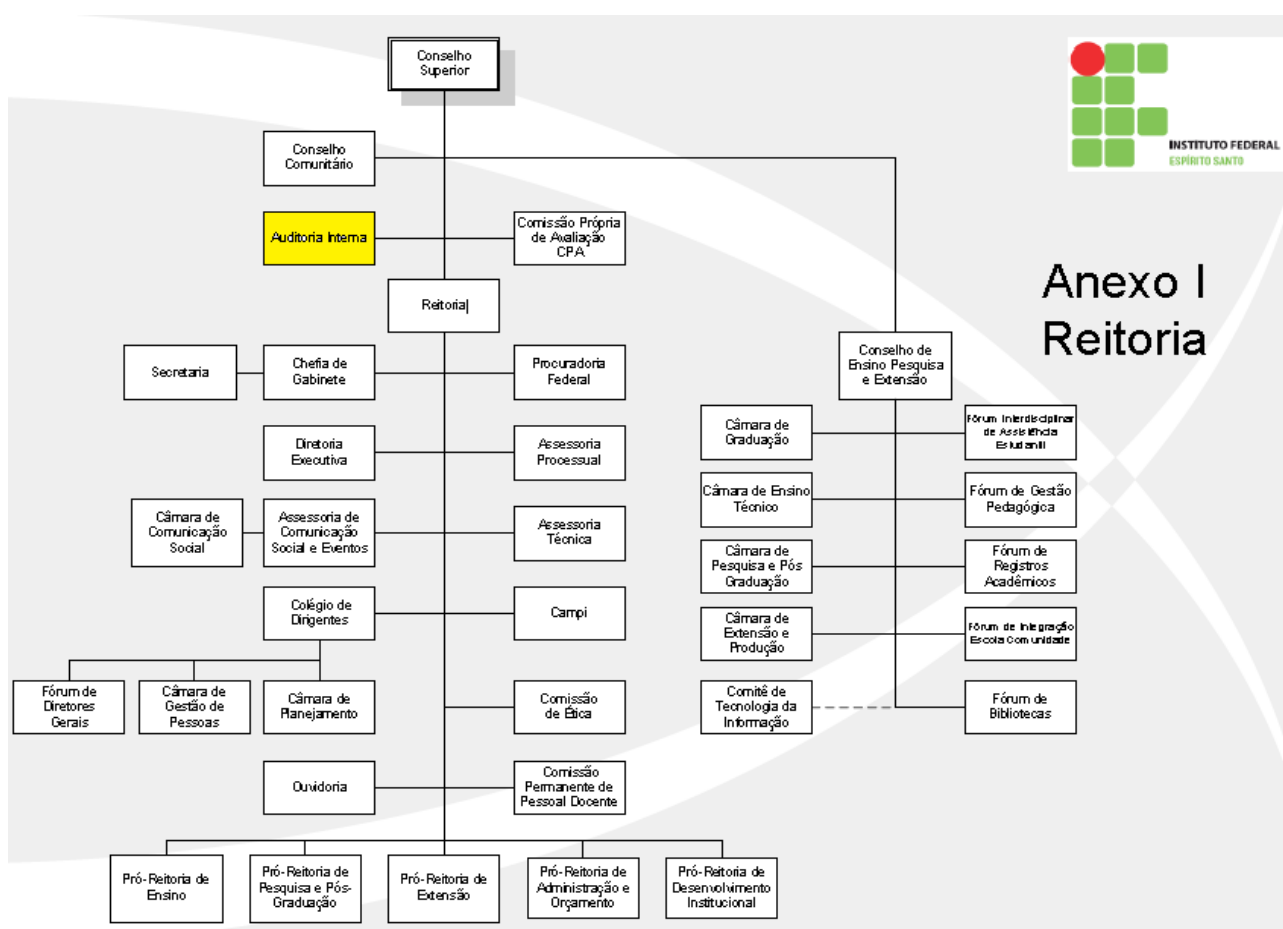 Conselho
Superior
INSTITUTO FEDERAL
ESPÍRITO SANTO
Conselho
Comunitário
Auditoria Interna
Comissão Própria
de Avaliação
CPA
Anexo I
Reitoria
Reitoria
Secretaria
Chefia de
Gabinete
Procuradoria
Federal
Conselho de
Ensino Pesquisa
e Extensão
Diretoria
Executiva
Assessoria
Processual
Câmara de
Graduação
Fórum Interdisciplinar
de Assistência
Estudantil
Câmara de
Comunicação
Social
Assessoria de
Comunicação
Social e Eventos
Assessoria
Técnica
Câmara de Ensino
Técnico
Fórum de Gestão
Pedagógica
Câmara de
Pesquisa e Pós
Graduação
Fórum de
Registros
Acadêmicos
Colégio de
Dirigentes
Campi
Câmara de
Extensão e
Produção
Fórum de Integração
Escola Comunidade
Fórum de
Diretores
Gerais
Câmara de
Gestão de
Pessoas
Câmara de
Planejamento
Comissão
de Ética
Comitê de
Tecnologia da
Informação
Fórum de
Bibliotecas
Ouvidoria
Comissão
Permanente de
Pessoal Docente
Pró-Reitoria de
Ensino
Pró-Reitoria de
Pesquisa e Pós-
Graduação
Pró-Reitoria de
Extensão
Pró-Reitoria de
Administração e
Orçamento
Pró-Reitoria de
Desenvolvimento
Institucional